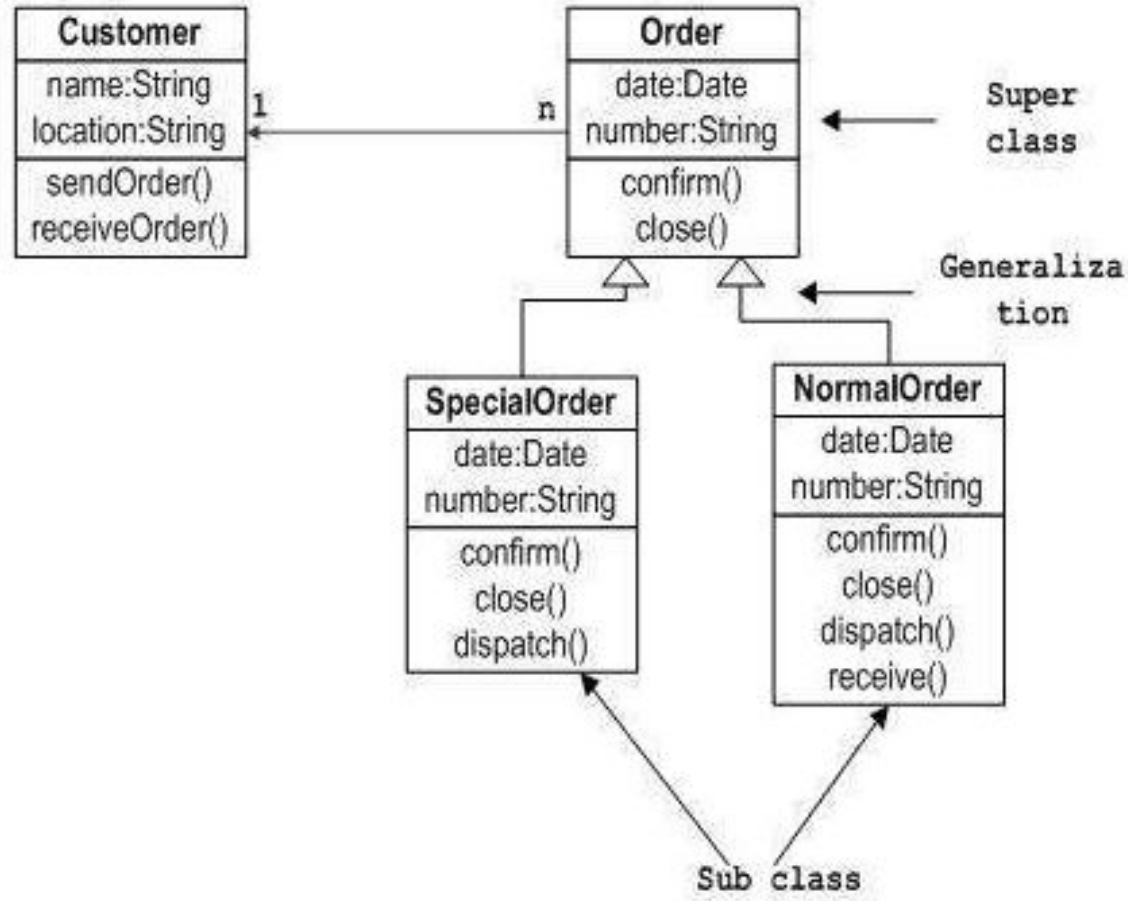 Customer
name:String
location:String
sendOrder()
receiveOrder()
1
n
Order
date:Date
number:String
confirm()
close()
Super
class
Generaliza
tion
SpecialOrder
date:Date
number:String
confirm()
close()
dispatch()
NormalOrder
date:Date
number:String
confirm()
close()
dispatch()
receive()
Sub class